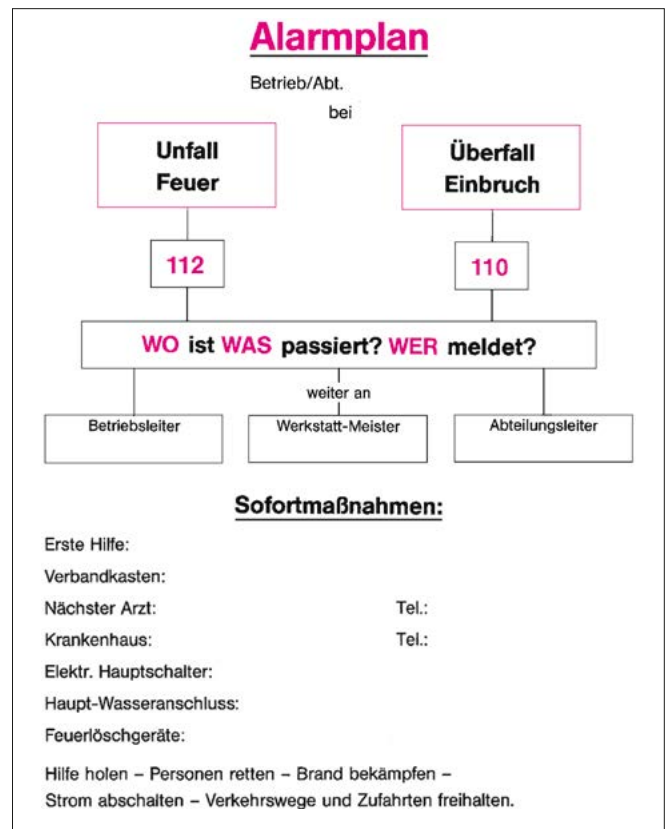 Alarmplan
Betrieb/Abt.
bei
Unfall
Feuer
Überfall
Einbruch
112
110
WO ist WAS passiert? WER meldet?
weiter an
Betriebsleiter
Werkstatt-Meister
Abteilungsleiter
Sofortmaßnahmen:
Erste Hilfe:
Verbandkasten:
Nächster Arzt: Tel.:
Krankenhaus: Tel.:
Elektr. Hauptschalter:
Haupt-Wasseranschluss:
Feuerlöschgeräte:
Hilfe holen – Personen retten – Brand bekämpfen –
Strom abschalten – Verkehrswege und Zufahrten freihalten.